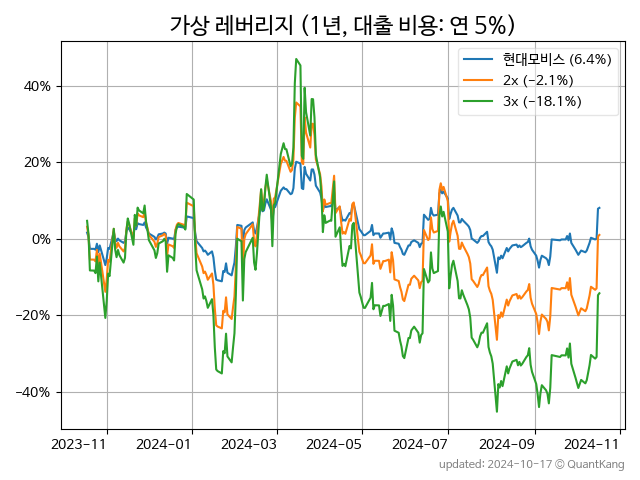 가상 레버리지 (1년, 대출 비용: 연 5%)
현대모비스 (6.4%)
2x (−2.1%)
3x (−18.1%)
40%
20%
0%
−20%
−40%
2023-11 2024-01 2024-03 2024-05 2024-07 2024-09 2024-11
updated: 2024-10-17 © QuantKang